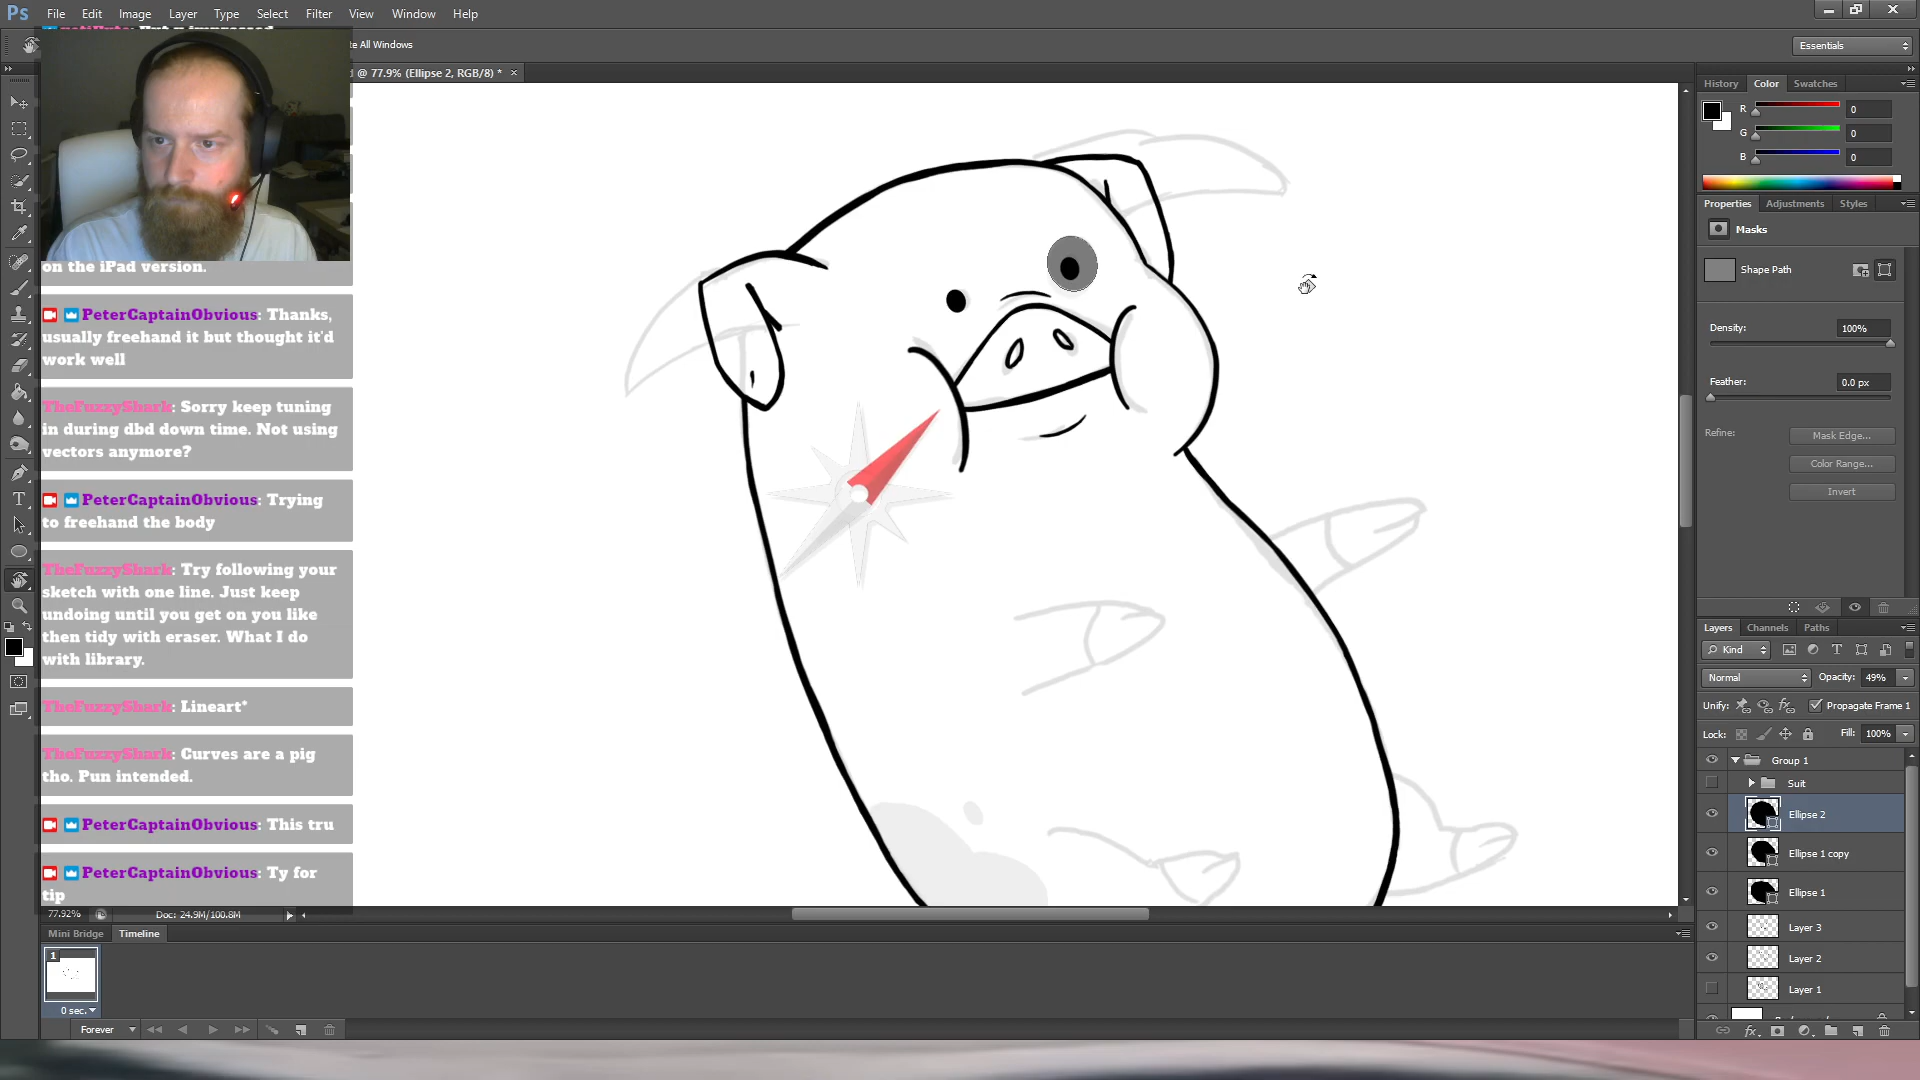 Ps File Edit Image Layer Type Select Filter View Window Help
te All Windows
Essentials
d @ 77.9% (Ellipse 2, RGB/8) * ×
on the iPad version.
PeterCaptainObvious: Thanks,
usually freehand it but thought it'd
work well
TheFuzzyShark: Sorry keep tuning
in during dbd down time. Not using
vectors anymore?
PeterCaptainObvious: Trying
to freehand the body
TheFuzzyShark: Try following your
sketch with one line. Just keep
undoing until you get on you like
then tidy with eraser. What I do
with library.
TheFuzzyShark: Lineart*
TheFuzzyShark: Curves are a pig
tho. Pun intended.
PeterCaptainObvious: This tru
PeterCaptainObvious: Ty for
tip
77.92% Doc: 24.9M/100.8M
Mini Bridge Timeline
1
0 sec.
Forever
History Color Swatches
R 0
G 0
B 0
Properties Adjustments Styles
Masks
Shape Path
Density: 100%
Feather: 0.0 px
Refine: Mask Edge...
Color Range...
Invert
Layers Channels Paths
Kind
Normal Opacity: 49%
Unify: Propagate Frame 1
Lock: Fill: 100%
Group 1
Suit
Ellipse 2
Ellipse 1 copy
Ellipse 1
Layer 3
Layer 2
Layer 1